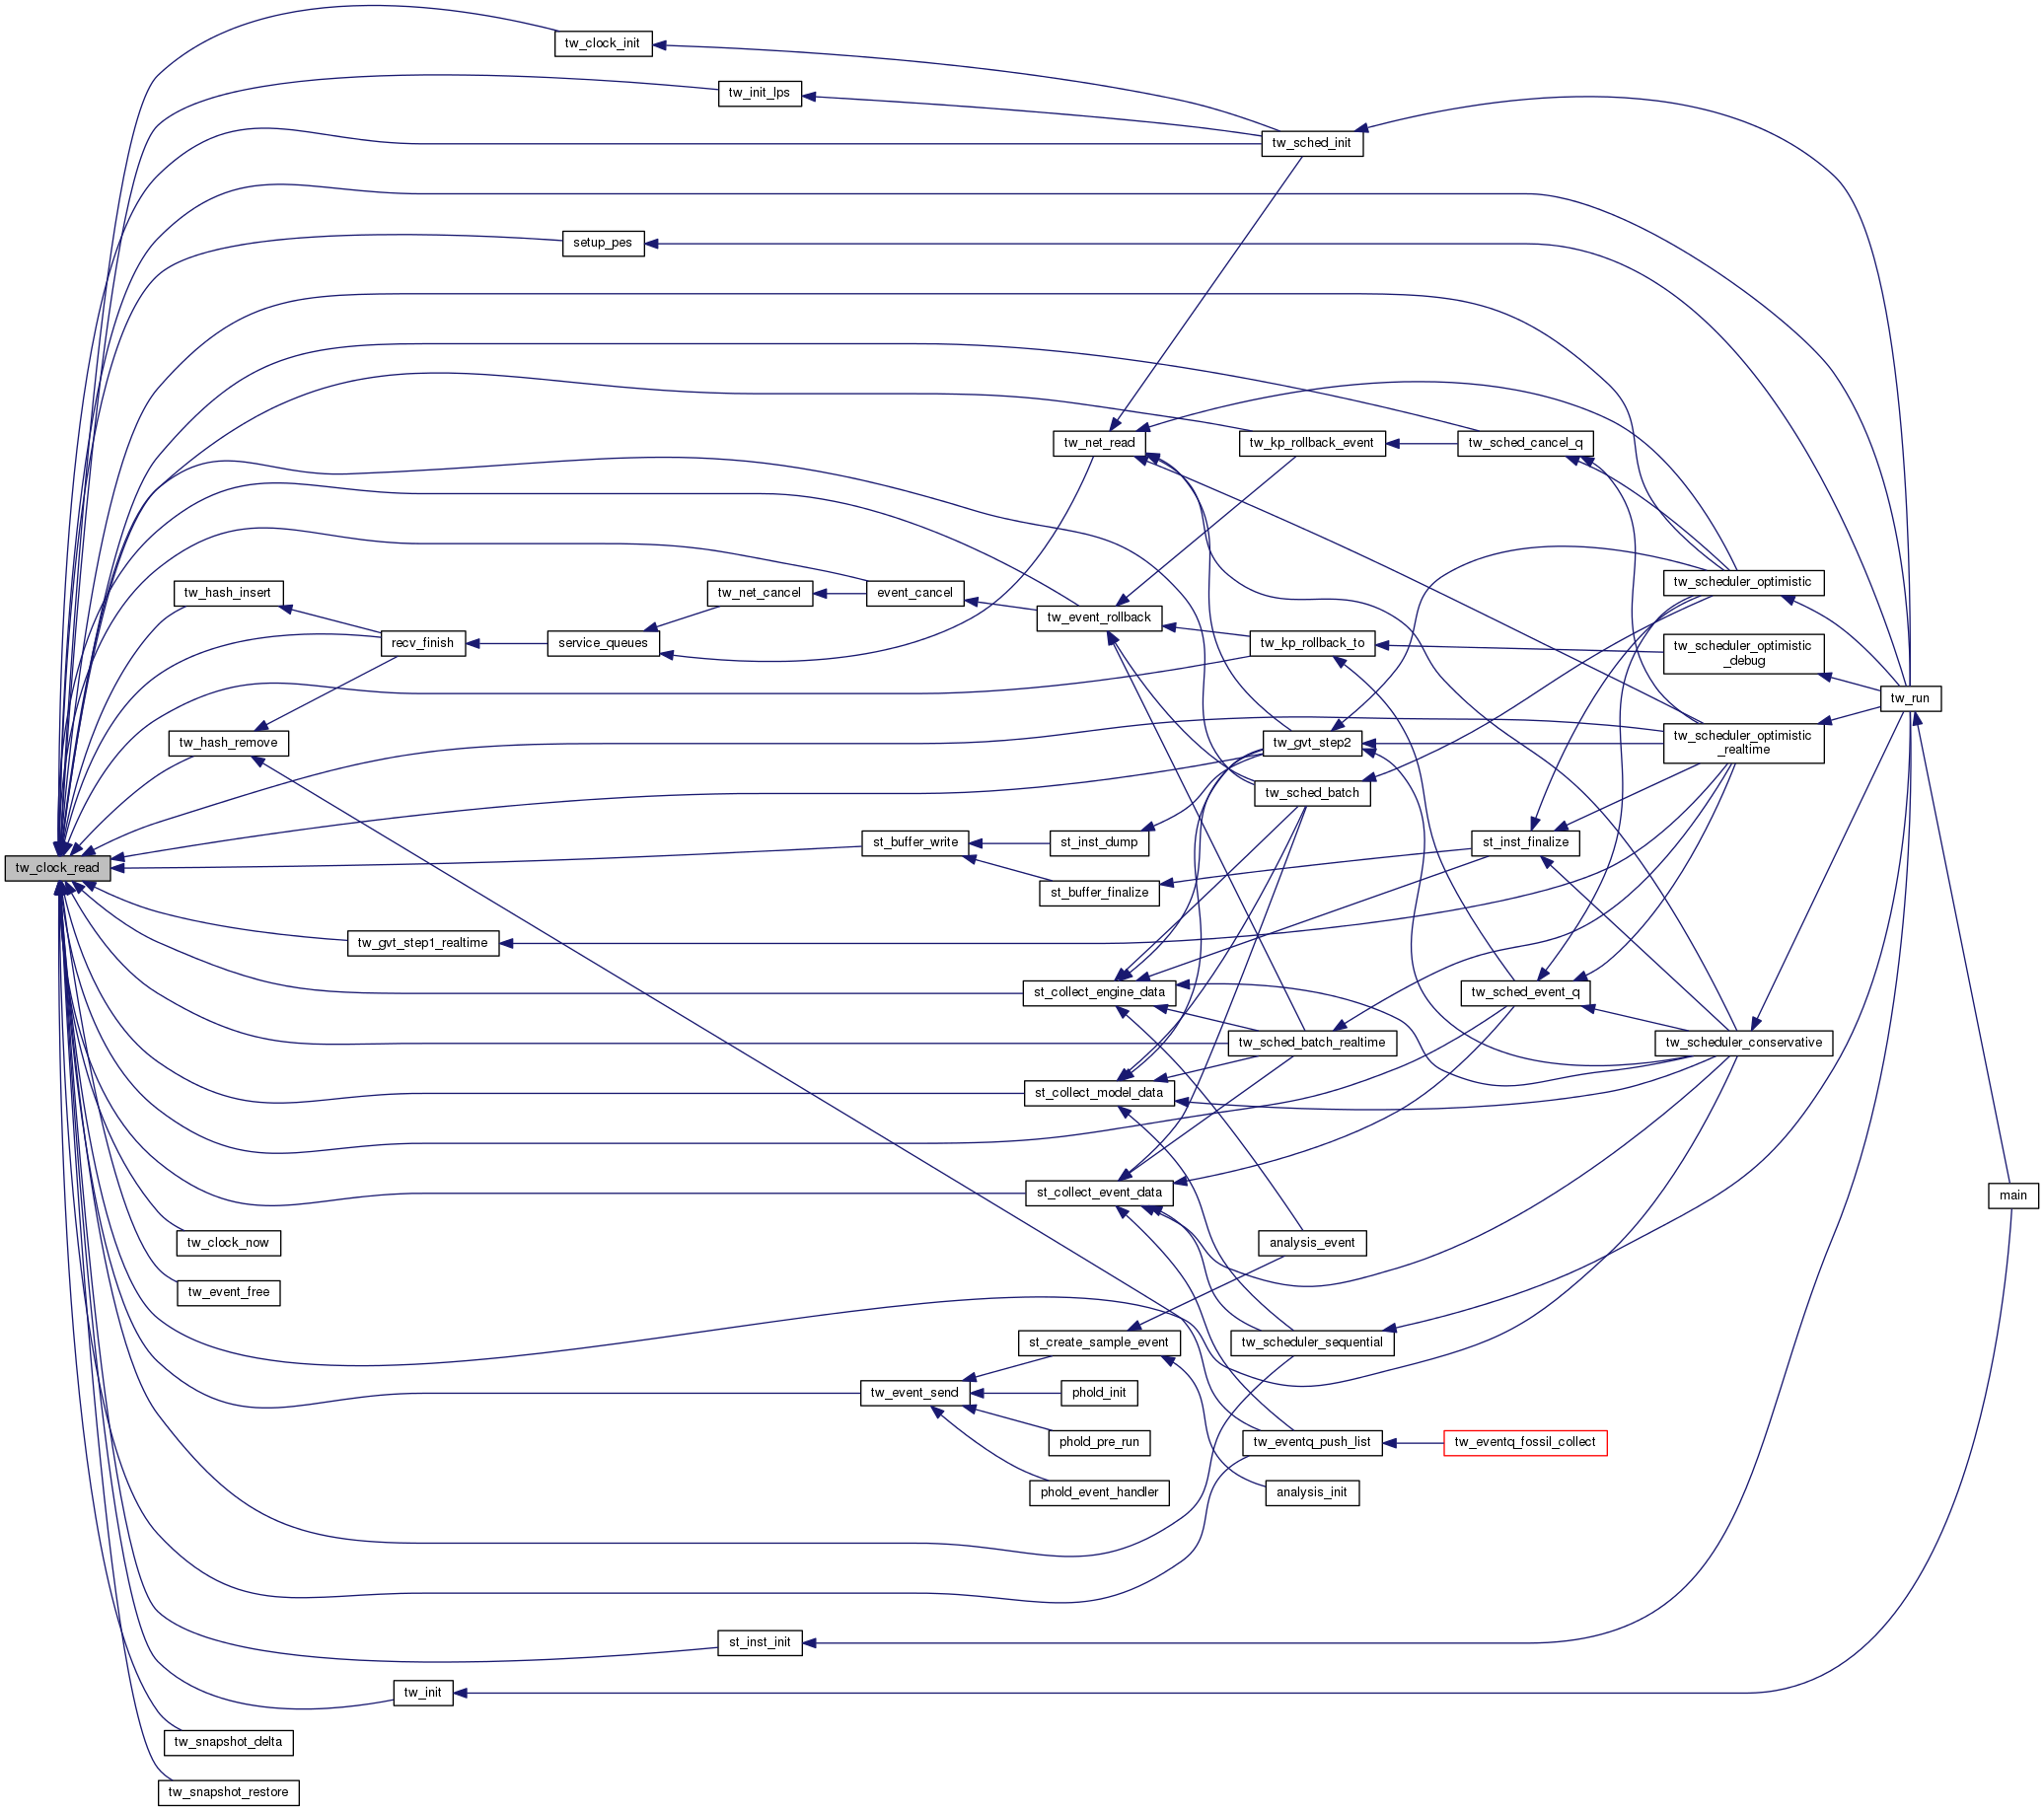 tw_clock_init
tw_init_lps
tw_sched_init
setup_pes
tw_net_read
tw_kp_rollback_event
tw_sched_cancel_q
tw_scheduler_optimistic
tw_hash_insert
tw_net_cancel
event_cancel
tw_event_rollback
recv_finish
service_queues
tw_kp_rollback_to
tw_scheduler_optimistic
_debug
tw_run
tw_hash_remove
tw_gvt_step2
tw_scheduler_optimistic
_realtime
tw_sched_batch
st_buffer_write
st_inst_dump
st_inst_finalize
tw_clock_read
st_buffer_finalize
tw_gvt_step1_realtime
st_collect_engine_data
tw_sched_event_q
tw_sched_batch_realtime
tw_scheduler_conservative
st_collect_model_data
st_collect_event_data
main
tw_clock_now
analysis_event
tw_event_free
st_create_sample_event
tw_scheduler_sequential
tw_event_send
phold_init
phold_pre_run
tw_eventq_push_list
tw_eventq_fossil_collect
phold_event_handler
analysis_init
st_inst_init
tw_init
tw_snapshot_delta
tw_snapshot_restore